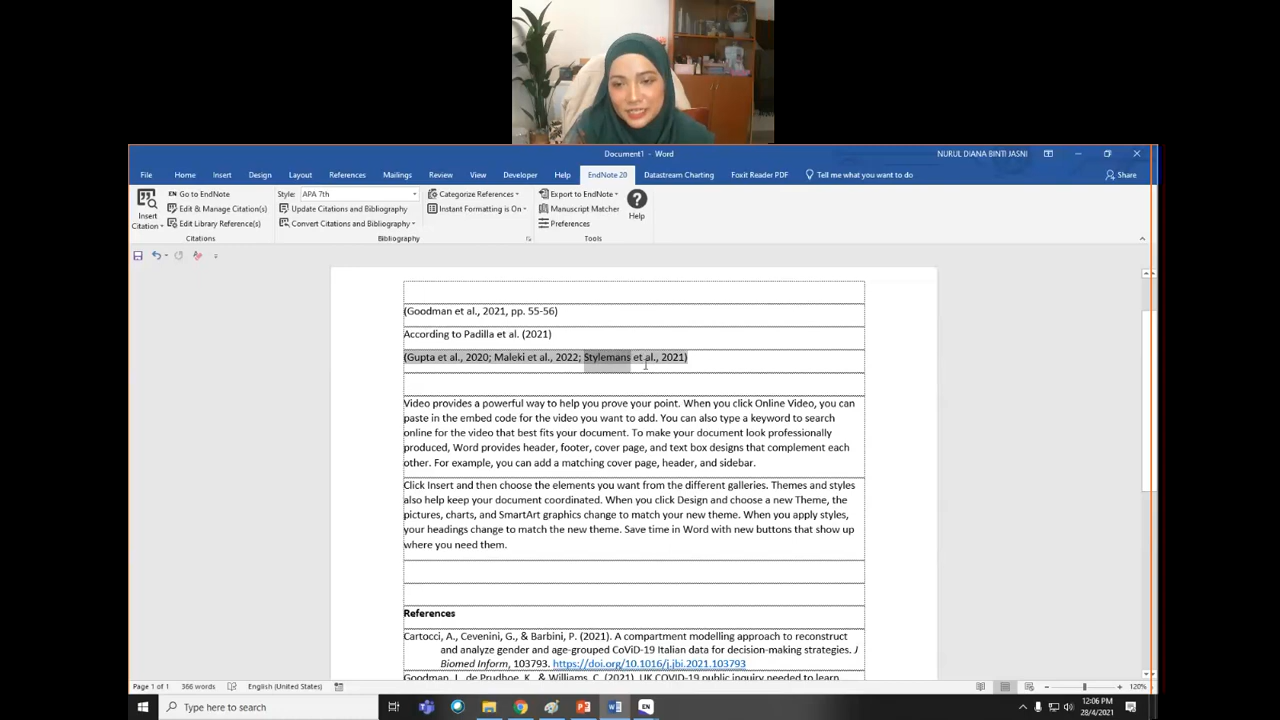 Document1 - Word
NURUL DIANA BINTI JASNI
File Home Insert Design Layout References Mailings Review View EndNote 20 Developer Help Datastream Charting Foxit Reader PDF Tell me what you want to do Share
Insert Citation
Go to EndNote
Edit & Manage Citation(s)
Edit Library Reference(s)
Citations
Style: APA 7th
Update Citations and Bibliography
Convert Citations and Bibliography
Categorize References
Instant Formatting is On
Bibliography
Export to EndNote
Manuscript Matcher
Preferences
Help
Tools
(Goodman et al., 2021, pp. 55-56)
According to Padilla et al. (2021)
(Gupta et al., 2020; Maleki et al., 2022; Stylemans et al., 2021)
Video provides a powerful way to help you prove your point. When you click Online Video, you can
paste in the embed code for the video you want to add. You can also type a keyword to search
online for the video that best fits your document. To make your document look professionally
produced, Word provides header, footer, cover page, and text box designs that complement each
other. For example, you can add a matching cover page, header, and sidebar.
Click Insert and then choose the elements you want from the different galleries. Themes and styles
also help keep your document coordinated. When you click Design and choose a new Theme, the
pictures, charts, and SmartArt graphics change to match your new theme. When you apply styles,
your headings change to match the new theme. Save time in Word with new buttons that show up
where you need them.
References
Cartocci, A., Cevenini, G., & Barbini, P. (2021). A compartment modelling approach to reconstruct
and analyze gender and age-grouped CoViD-19 Italian data for decision-making strategies. J
Biomed Inform, 103793. https://doi.org/10.1016/j.jbi.2021.103793
Goodman, J., de Prudhoe, K., & Williams, C. (2021). UK COVID-19 public inquiry needed to learn
Page 1 of 1 366 words English (United States) 120%
Type here to search
EN
12:06 PM
28/4/2021